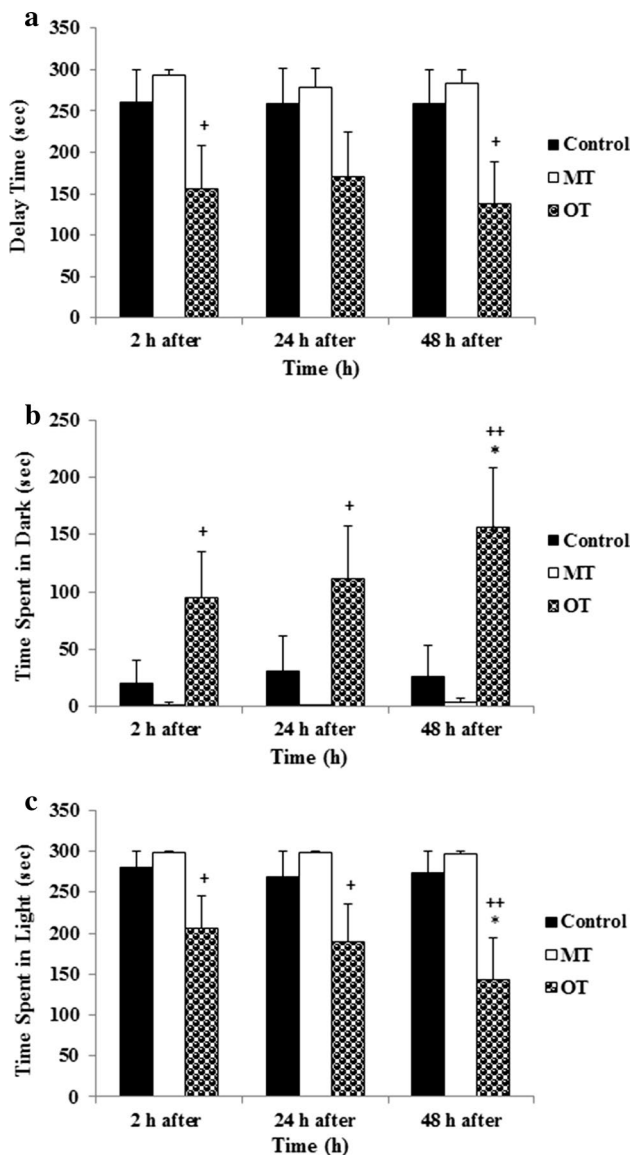 a
350
300
250
200
150
100
50
0
Delay Time (sec)
+
+
Control
MT
OT
2 h after 24 h after 48 h after
Time (h)
b
250
200
150
100
50
0
Time Spent in Dark (sec)
+
+
++
*
Control
MT
OT
2 h after 24 h after 48 h after
Time (h)
c
350
300
250
200
150
100
50
0
Time Spent in Light (sec)
+
+
++
*
Control
MT
OT
2 h after 24 h after 48 h after
Time (h)